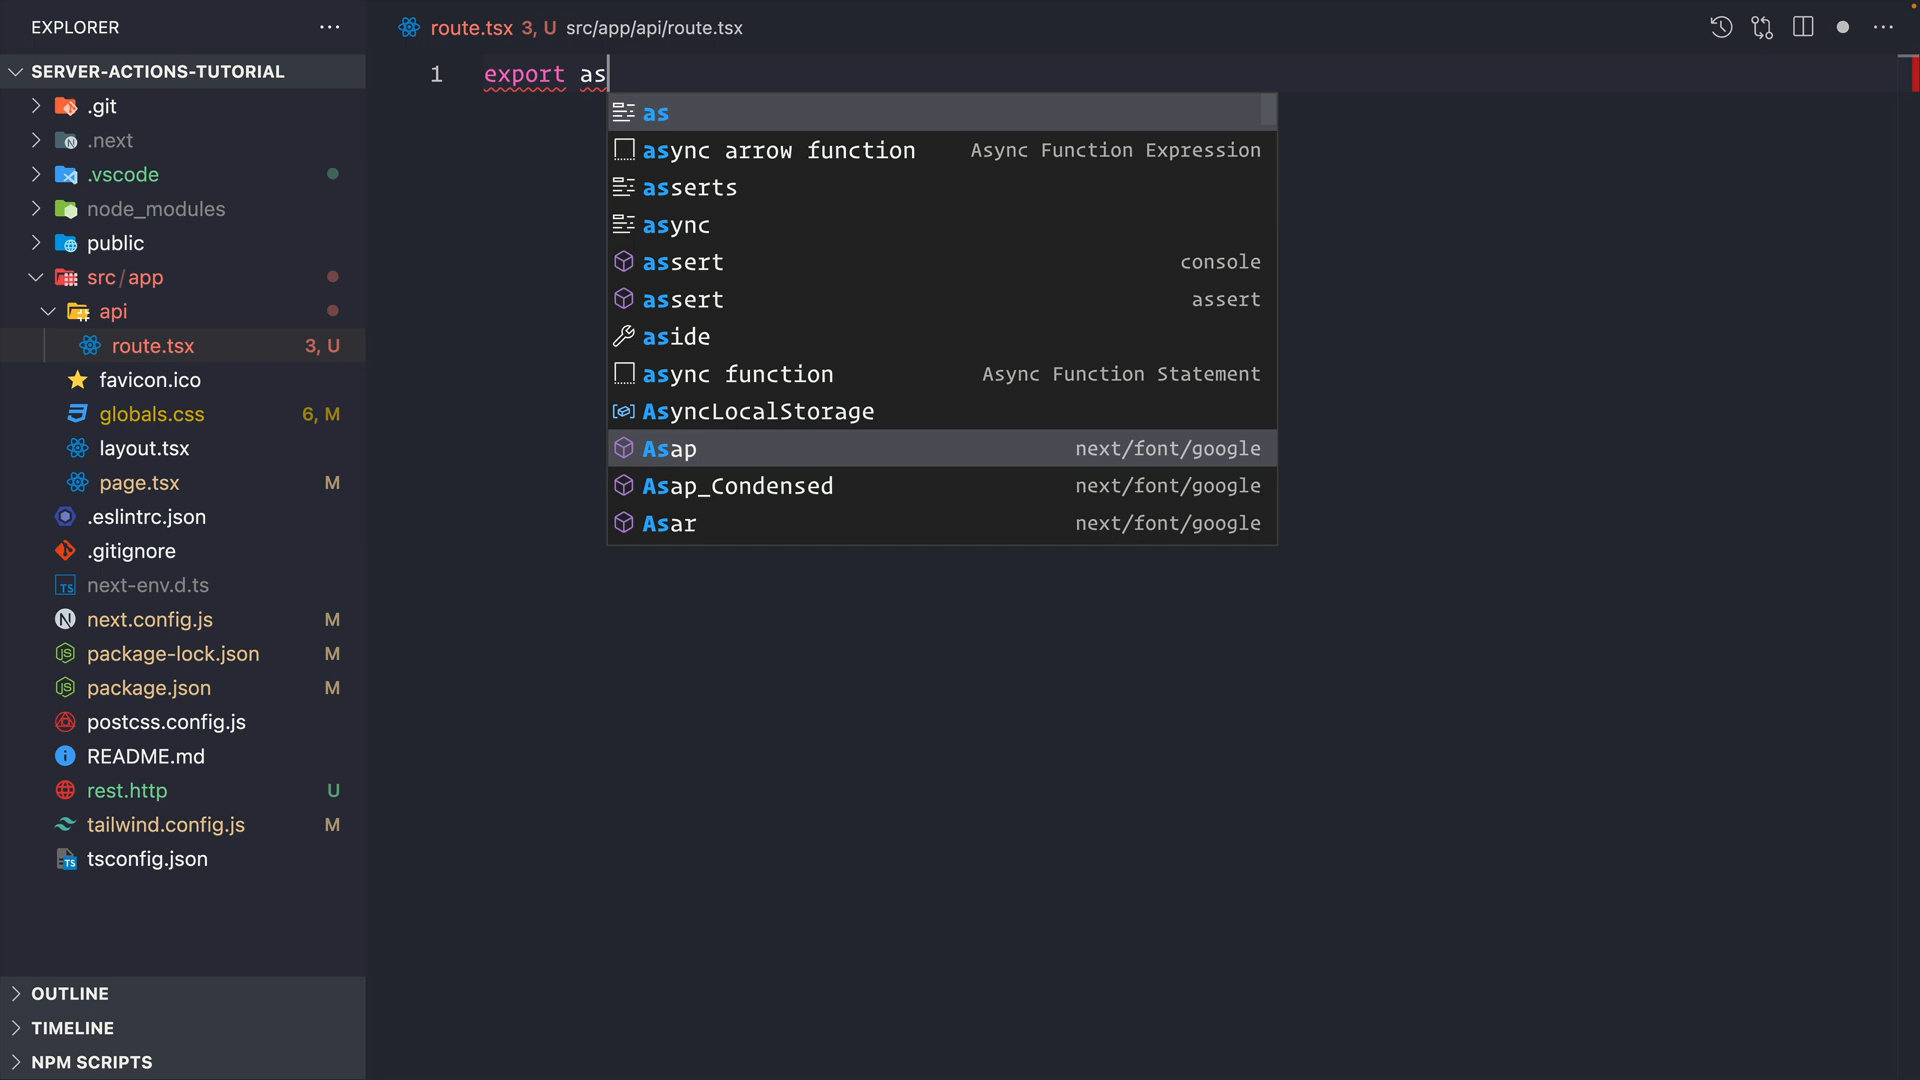 EXPLORER
SERVER-ACTIONS-TUTORIAL
.git
.next
.vscode
node_modules
public
src/app
api
route.tsx 3, U
favicon.ico
globals.css 6, M
layout.tsx
page.tsx M
.eslintrc.json
.gitignore
next-env.d.ts
next.config.js M
package-lock.json M
package.json M
postcss.config.js
README.md
rest.http U
tailwind.config.js M
tsconfig.json
OUTLINE
TIMELINE
NPM SCRIPTS
route.tsx 3, U src/app/api/route.tsx
1 export as
as
async arrow function Async Function Expression
asserts
async
assert console
assert assert
aside
async function Async Function Statement
AsyncLocalStorage
Asap next/font/google
Asap_Condensed next/font/google
Asar next/font/google